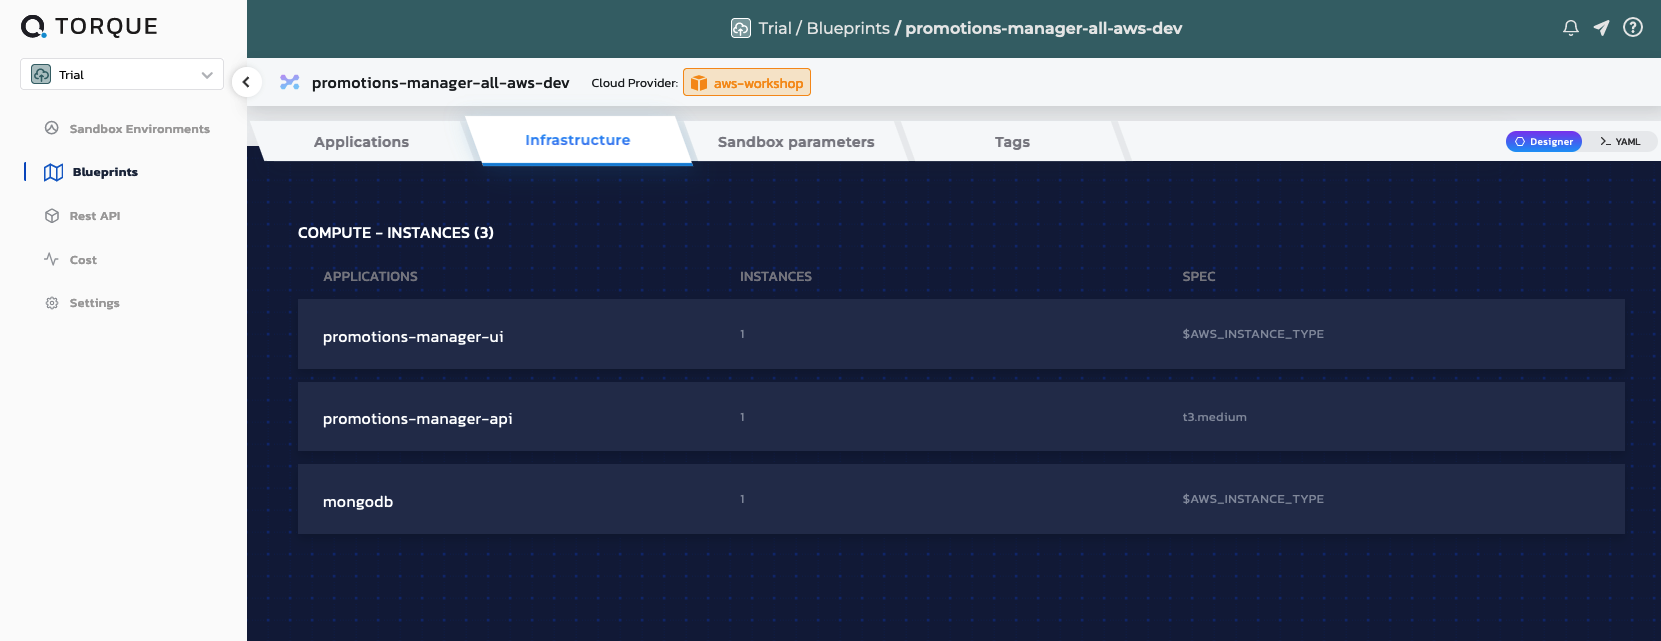 TORQUE
Trial / Blueprints / promotions-manager-all-aws-dev
Trial
promotions-manager-all-aws-dev Cloud Provider: aws-workshop
Sandbox Environments
Blueprints
Rest API
Cost
Settings
Applications Infrastructure Sandbox parameters Tags Designer >_ YAML
COMPUTE - INSTANCES (3)
APPLICATIONS INSTANCES SPEC
promotions-manager-ui 1 $AWS_INSTANCE_TYPE
promotions-manager-api 1 t3.medium
mongodb 1 $AWS_INSTANCE_TYPE